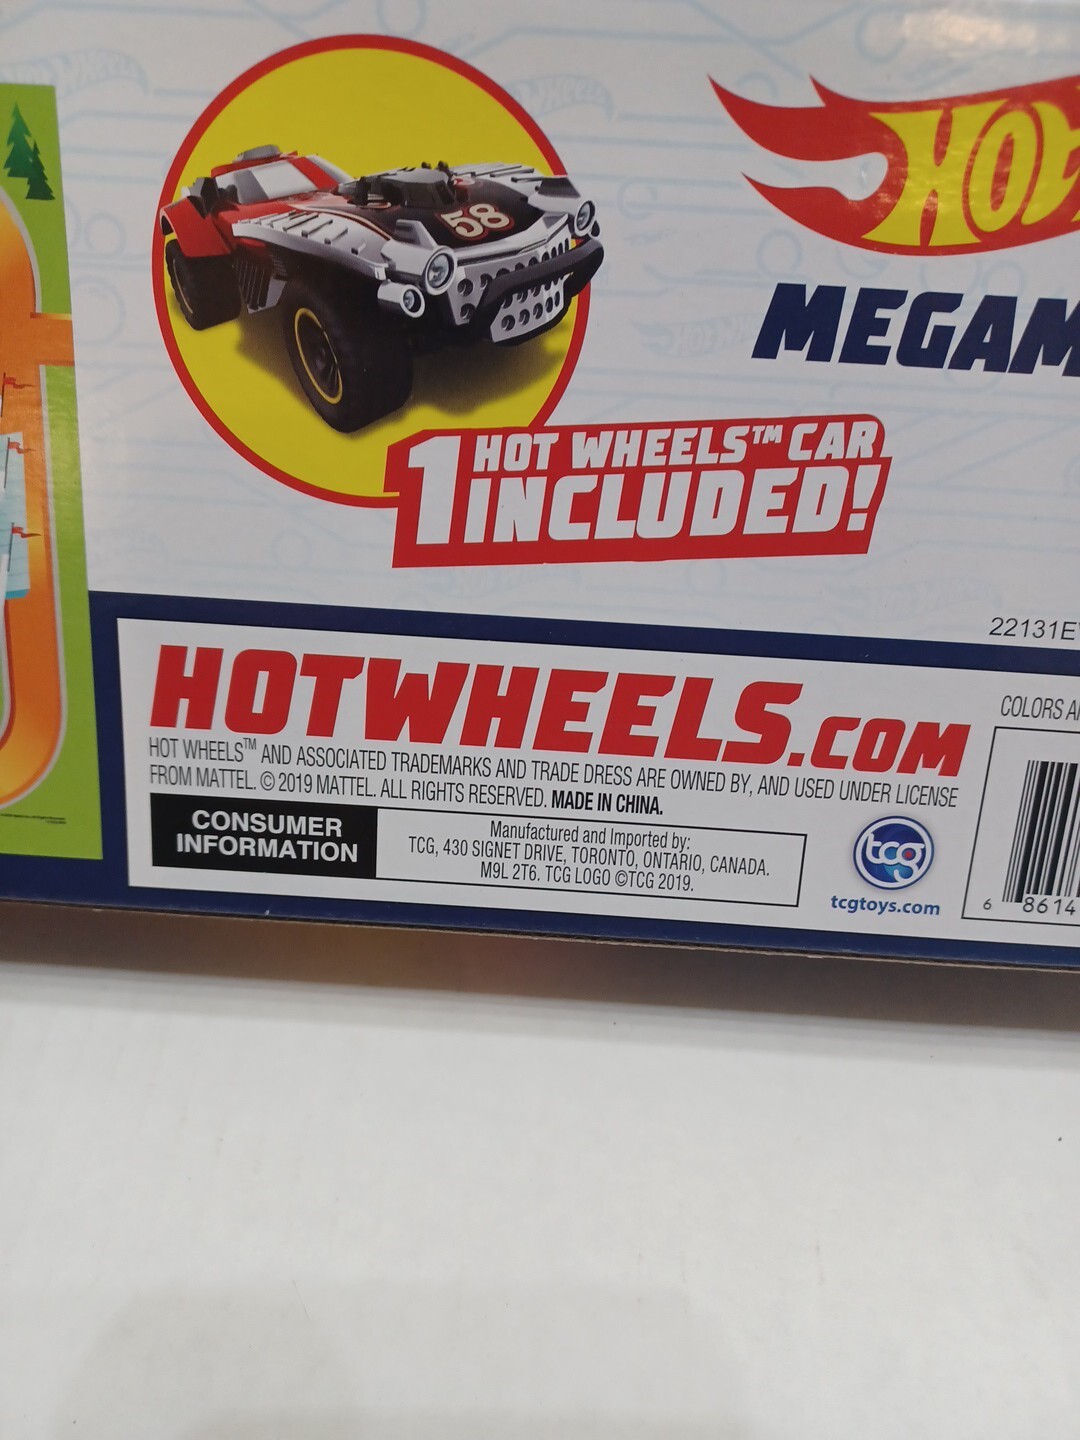 58
HOT
MEGAM
1 HOT WHEELS™ CAR
INCLUDED!
22131E
COLORS
HOTWHEELS.COM
HOT WHEELS™ AND ASSOCIATED TRADEMARKS AND TRADE DRESS ARE OWNED BY, AND USED UNDER LICENSE
FROM MATTEL. © 2019 MATTEL. ALL RIGHTS RESERVED. MADE IN CHINA.
CONSUMER
INFORMATION
Manufactured and Imported by:
TCG, 430 SIGNET DRIVE, TORONTO, ONTARIO, CANADA.
M9L 2T6. TCG LOGO ©TCG 2019.
tcg
tcgtoys.com
6 8614